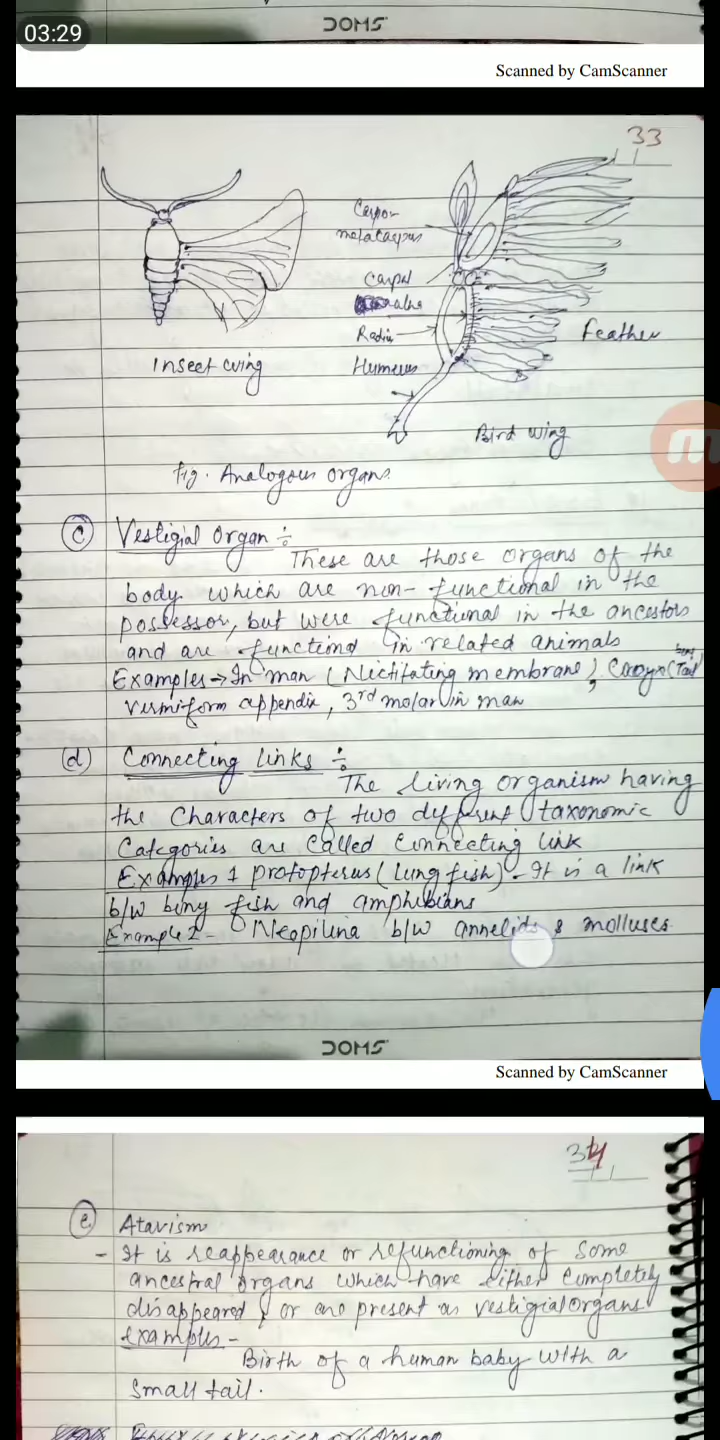 DOMS
03:29
Scanned by CamScanner
33
Carpo-
metacarpus
Carpal
ulna
Radius
Feather
Insect wing
Humerus
Bird wing
fig. Analogous organs.
(c) Vestigial organ ÷
These are those organs of the
body which are non-functional in the
possessor, but were functional in the ancestors
and are functiond in related animals
Examples → In man (Nictitating membrane), (Tail
vermiform appendix, 3rd molar in man
(d) Connecting links ÷
The living organism having
the Characters of two different taxonomic
Categories are called Connecting link
Examples 1 protopterus (Lung fish) - It is a link
b/w bony fish and amphibians
Example 2 - Neopilina b/w annelids & molluses.
DOMS
Scanned by CamScanner
34
(e) Atavism
- It is reappearance or refunctioning of Some
ancestral organs which have either Completely
disappeared, or are present as vestigial organs
examples -
Birth of a human baby with a
Small tail.